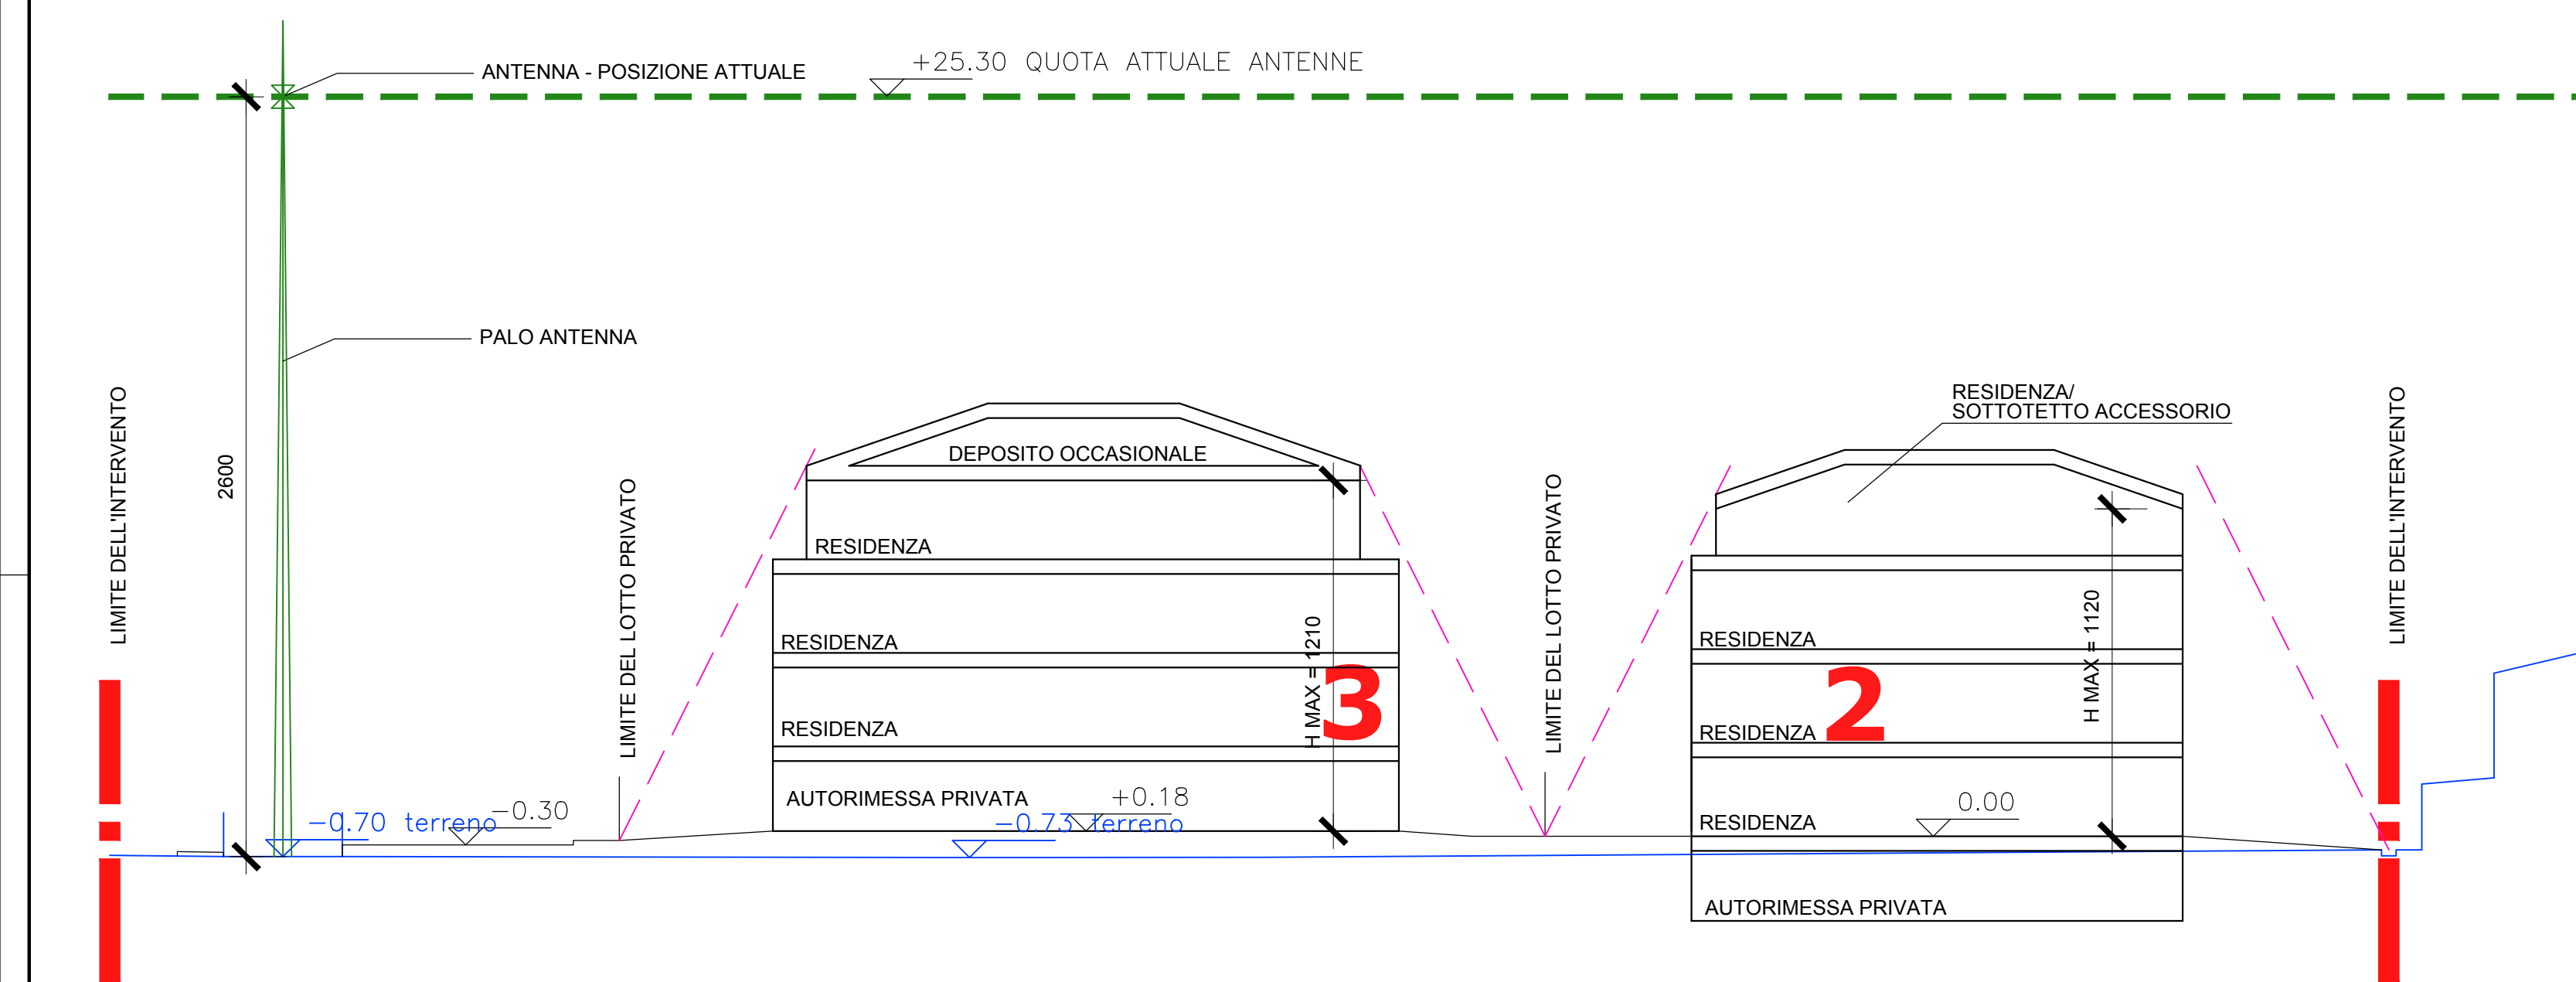 +25.30 QUOTA ATTUALE ANTENNE
ANTENNA - POSIZIONE ATTUALE
PALO ANTENNA
2600
LIMITE DELL'INTERVENTO
LIMITE DEL LOTTO PRIVATO
DEPOSITO OCCASIONALE
RESIDENZA
RESIDENZA
RESIDENZA
AUTORIMESSA PRIVATA
+0.18
H MAX = 1210
3
-0.30
-0.70 terreno
-0.73 terreno
LIMITE DEL LOTTO PRIVATO
RESIDENZA/
SOTTOTETTO ACCESSORIO
RESIDENZA
RESIDENZA
2
RESIDENZA
0.00
H MAX = 1120
AUTORIMESSA PRIVATA
LIMITE DELL'INTERVENTO